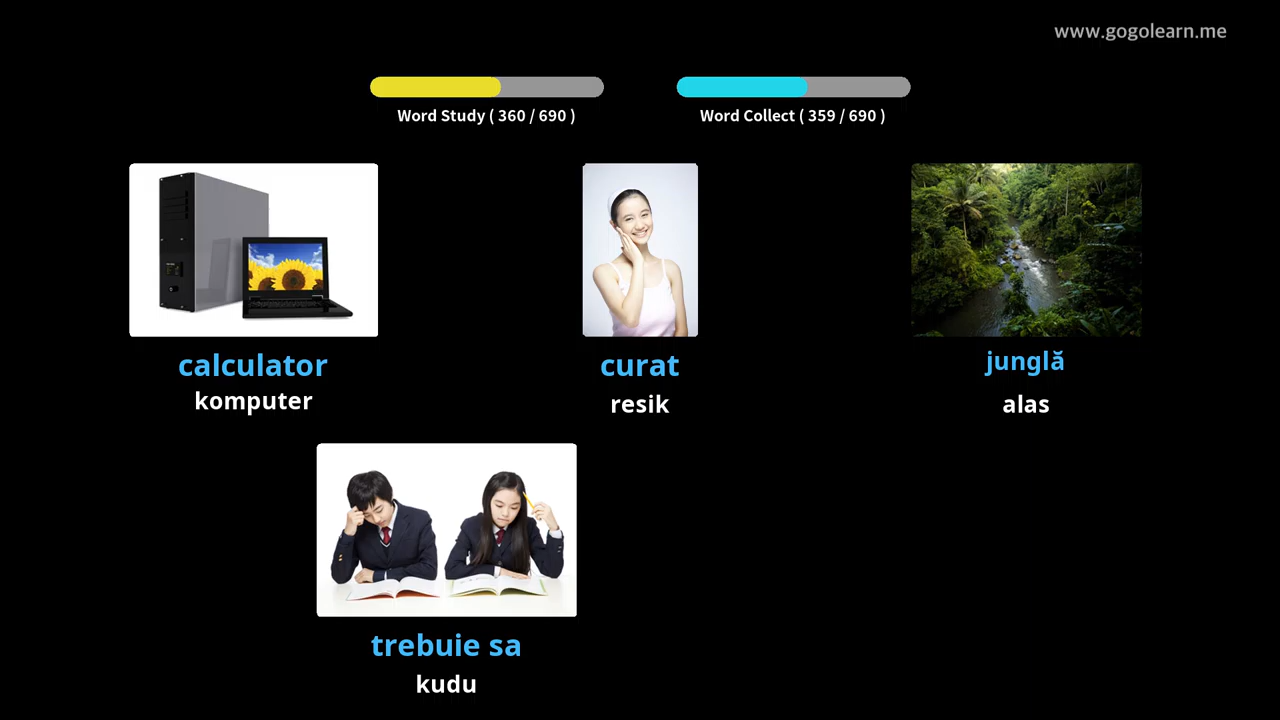 www.gogolearn.me
Word Study ( 360 / 690 )
Word Collect ( 359 / 690 )
calculator
komputer
curat
resik
junglă
alas
trebuie sa
kudu